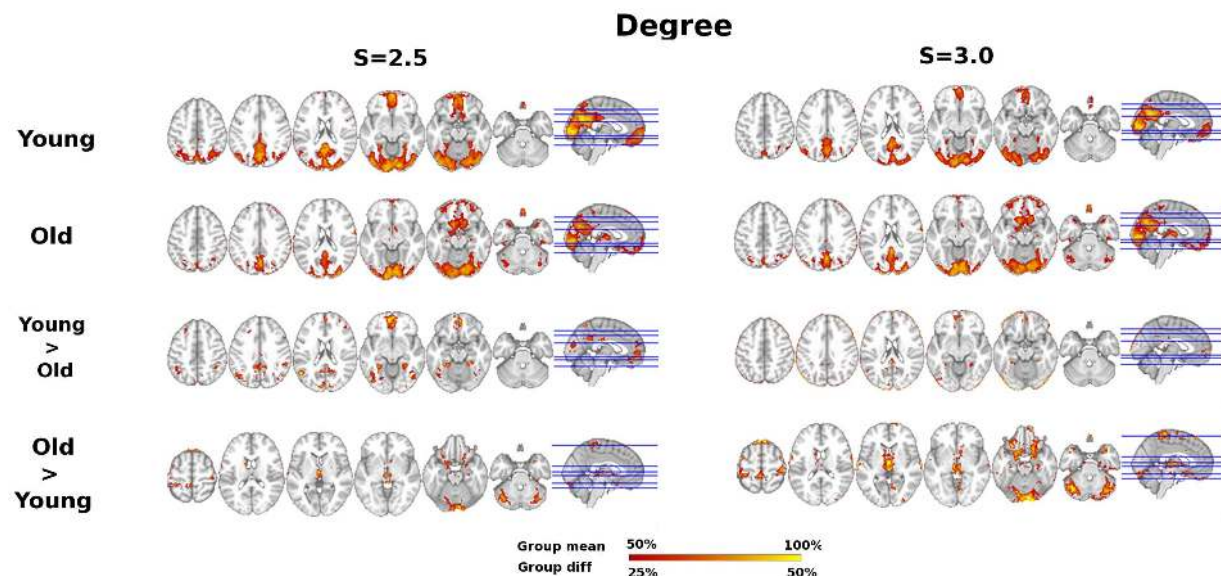 Degree
S=2.5
S=3.0
Young
Old
Young
>
Old
Old
>
Young
Group mean 50% 100%
Group diff 25% 50%